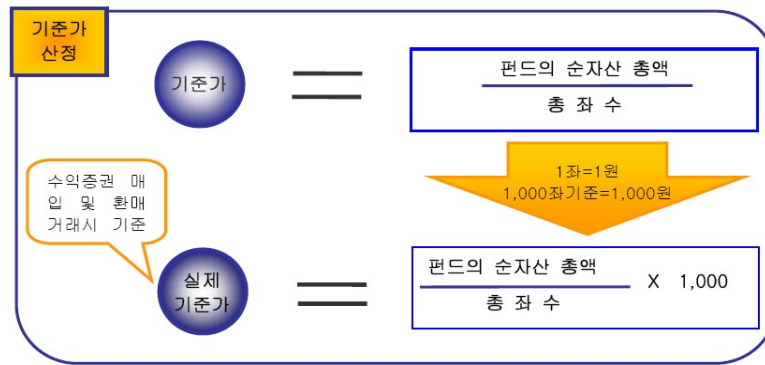 기준가
산정
기준가
=
펀드의 순자산 총액
총 좌 수
1좌=1원
1,000좌기준=1,000원
수익증권 매
입 및 환매
거래시 기준
실제
기준가
=
펀드의 순자산 총액
총 좌 수
X 1,000